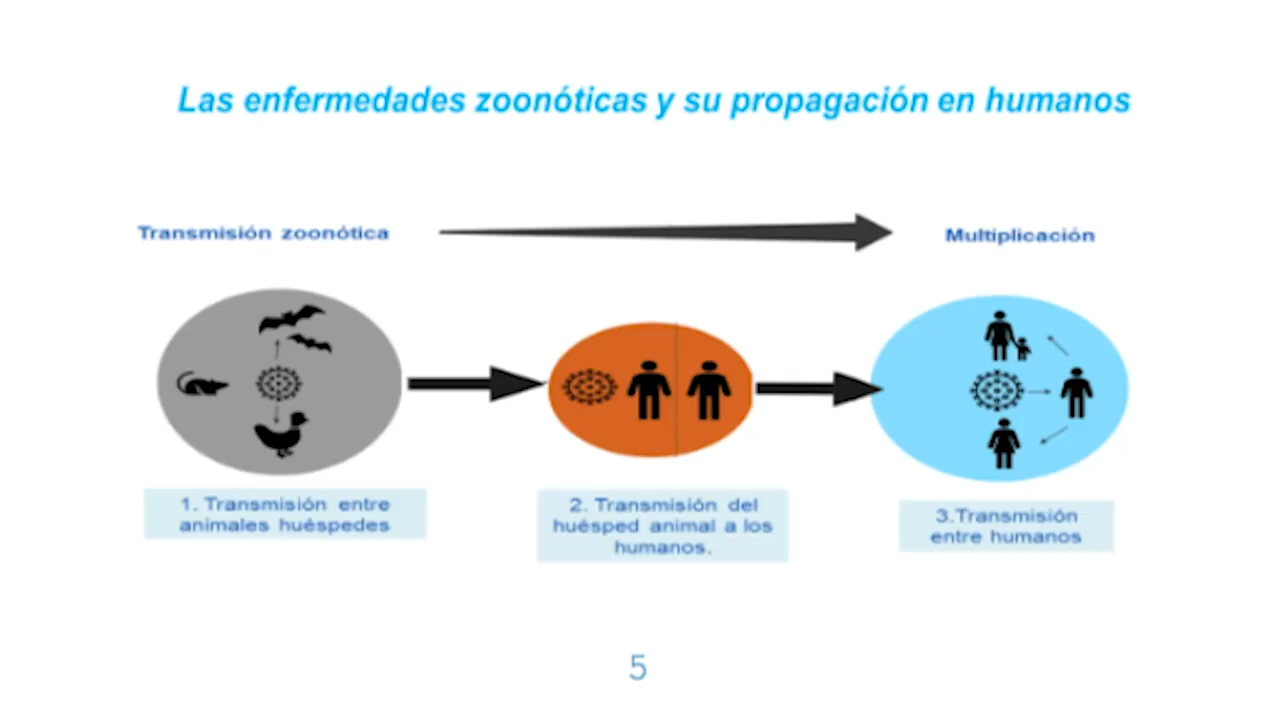 Las enfermedades zoonóticas y su propagación en humanos
Transmisión zoonótica
Multiplicación
1. Transmisión entre
animales huéspedes
2. Transmisión del
huésped animal a los
humanos.
3.Transmisión
entre humanos
5